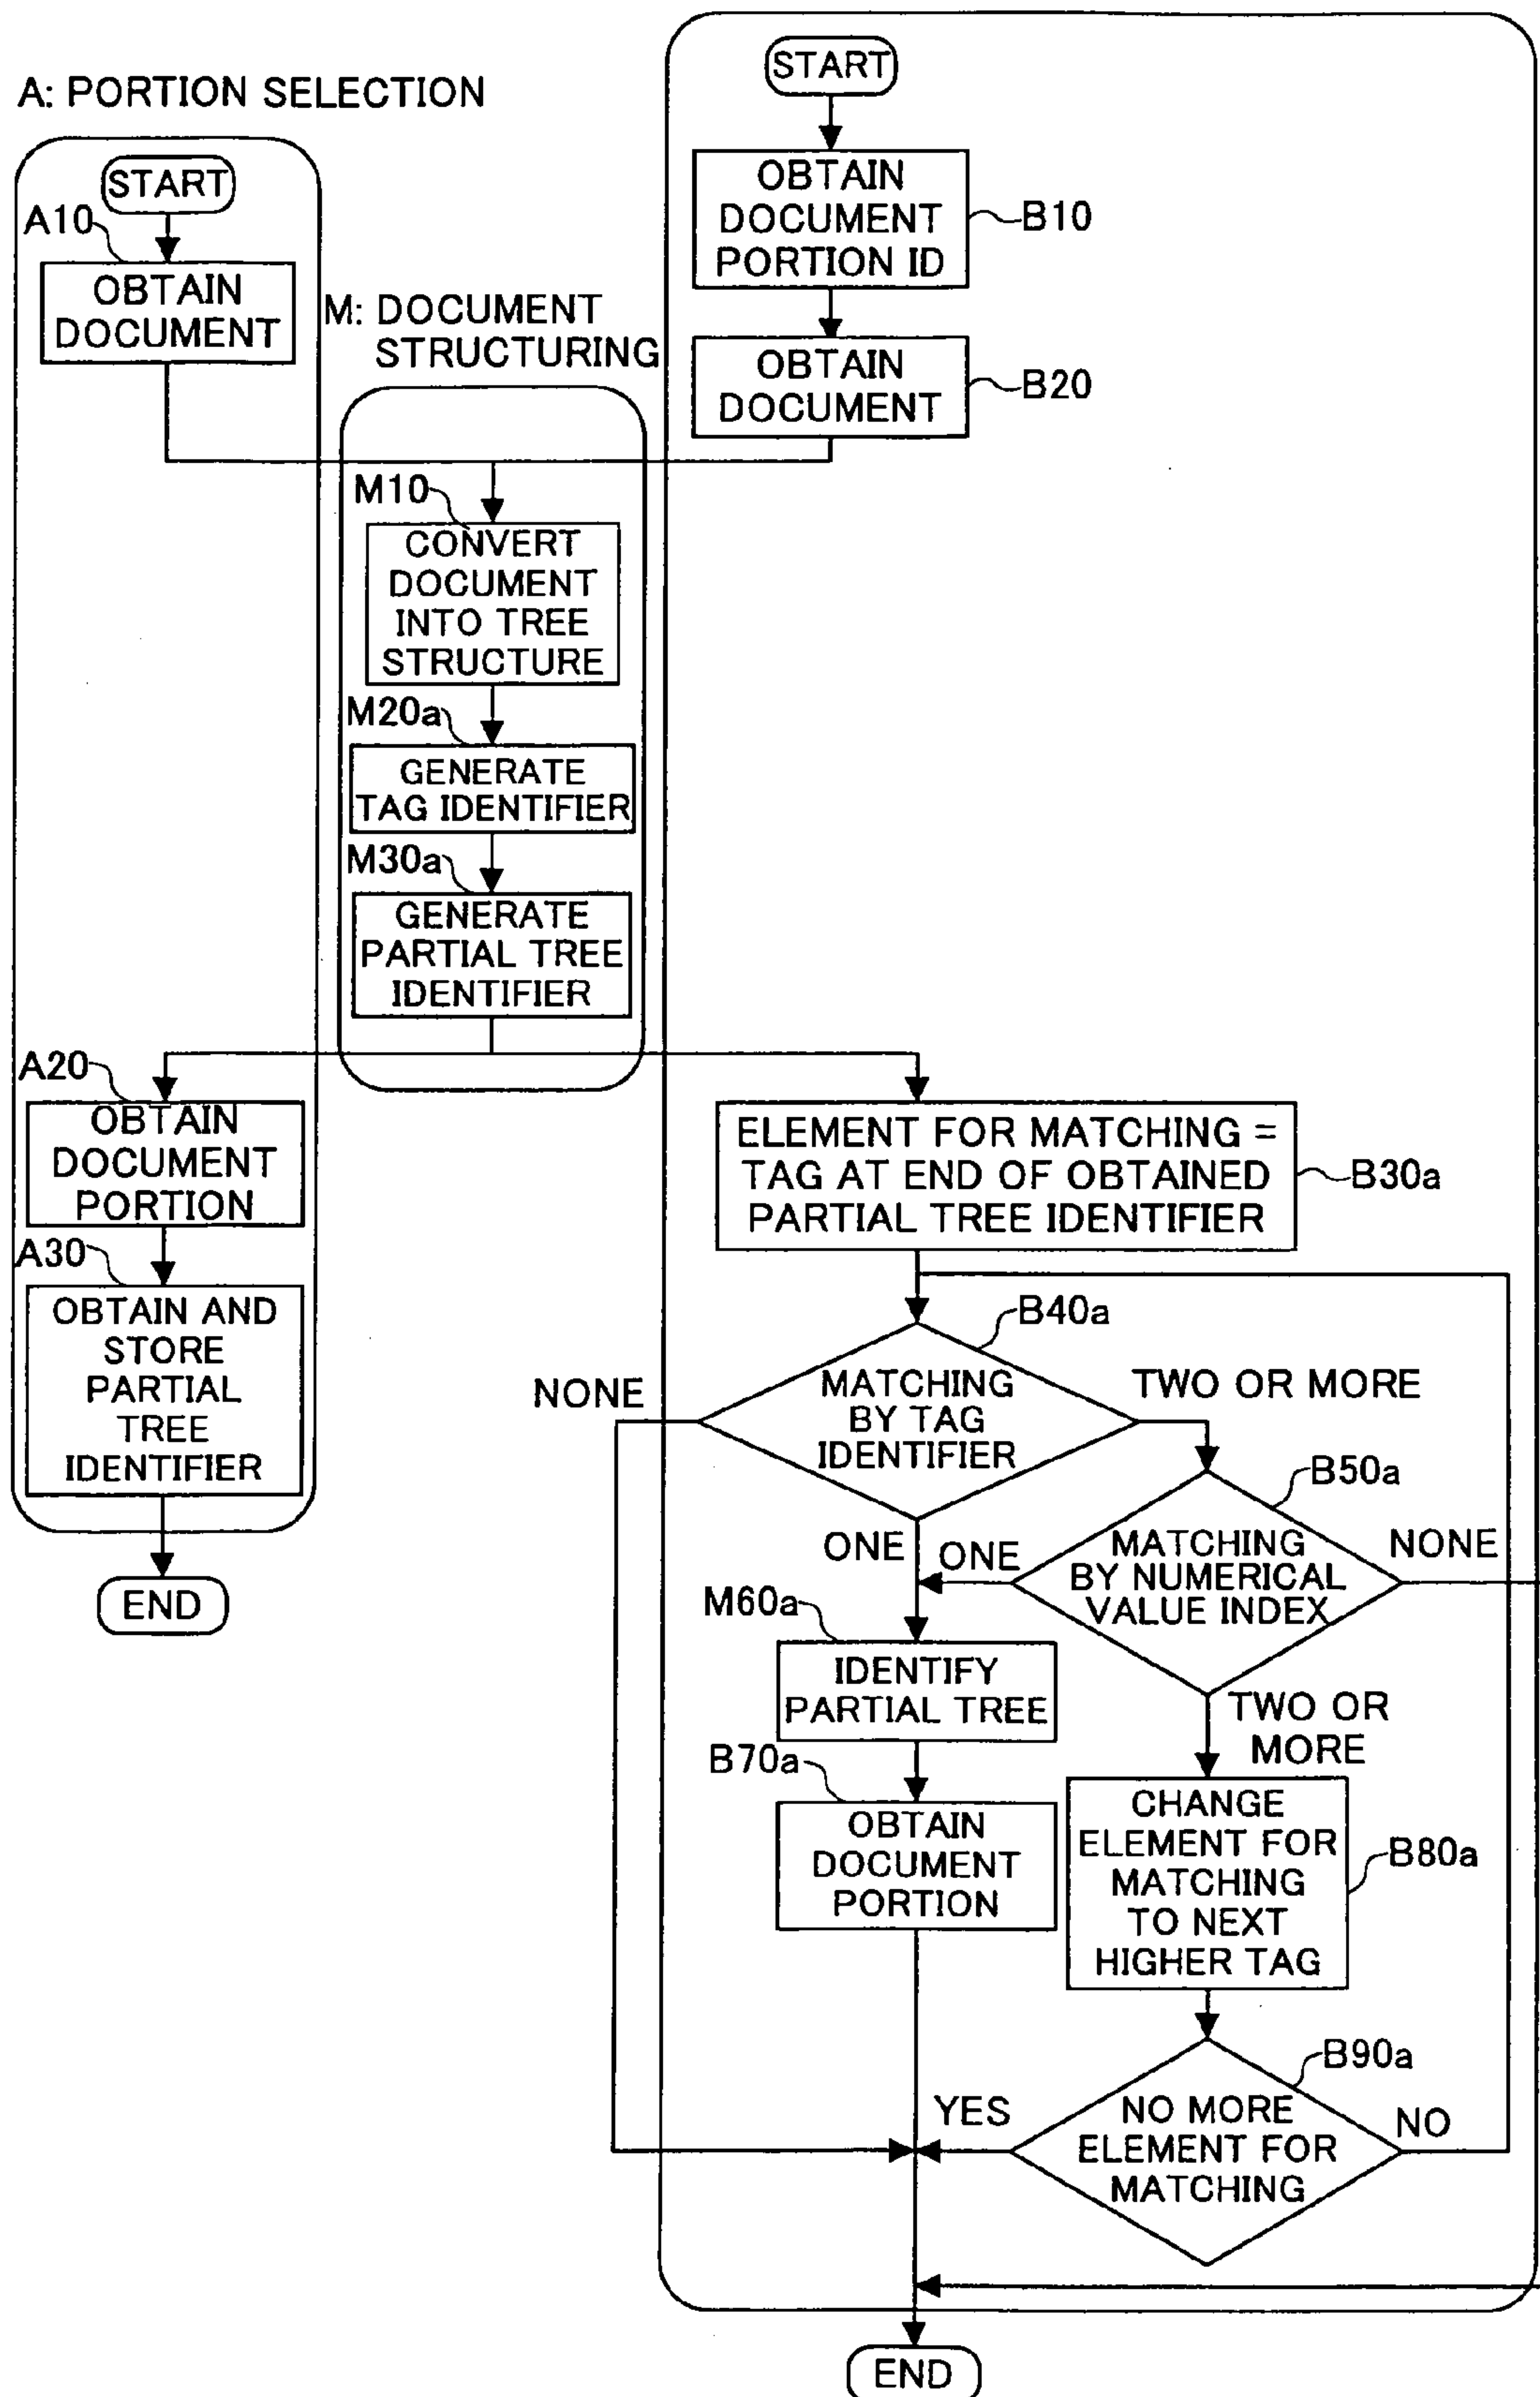 A: PORTION SELECTION
START
A10
OBTAIN
DOCUMENT
M: DOCUMENT
STRUCTURING
START
OBTAIN
DOCUMENT
PORTION ID
B10
OBTAIN
DOCUMENT
B20
M10
CONVERT
DOCUMENT
INTO TREE
STRUCTURE
M20a
GENERATE
TAG IDENTIFIER
M30a
GENERATE
PARTIAL TREE
IDENTIFIER
A20
OBTAIN
DOCUMENT
PORTION
A30
OBTAIN AND
STORE
PARTIAL
TREE
IDENTIFIER
END
ELEMENT FOR MATCHING =
TAG AT END OF OBTAINED
PARTIAL TREE IDENTIFIER
B30a
B40a
NONE
MATCHING
BY TAG
IDENTIFIER
TWO OR MORE
B50a
ONE
ONE
MATCHING
BY NUMERICAL
VALUE INDEX
NONE
M60a
IDENTIFY
PARTIAL TREE
TWO OR
MORE
B70a
OBTAIN
DOCUMENT
PORTION
CHANGE
ELEMENT FOR
MATCHING
TO NEXT
HIGHER TAG
B80a
B90a
YES
NO MORE
ELEMENT FOR
MATCHING
NO
END